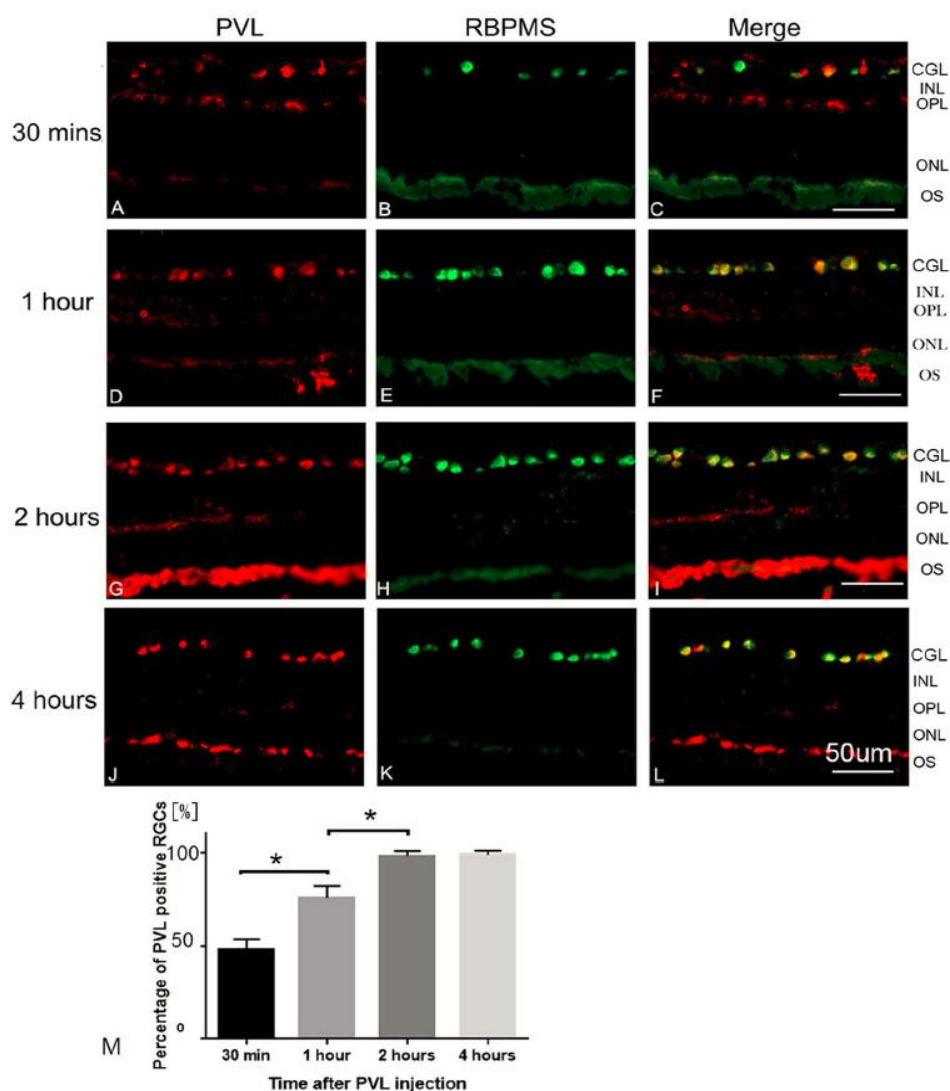 PVL RBPMS Merge
30 mins
A B C
CGL
INL
OPL
ONL
OS
1 hour
D E F
CGL
INL
OPL
ONL
OS
2 hours
G H I
CGL
INL
OPL
ONL
OS
4 hours
J K L
50um
CGL
INL
OPL
ONL
OS
M
Percentage of PVL positive RGCs
[%]
100
50
0
* *
30 min 1 hour 2 hours 4 hours
Time after PVL injection